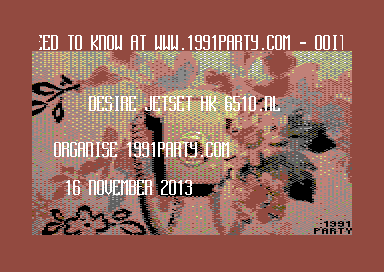 ED TO KNOW AT WWW.1991PARTY.COM - OOIT
DESIRE JETSET HK 6510.NL
ORGANISE 1991PARTY.COM
16 NOVEMBER 2013
1991
PARTY